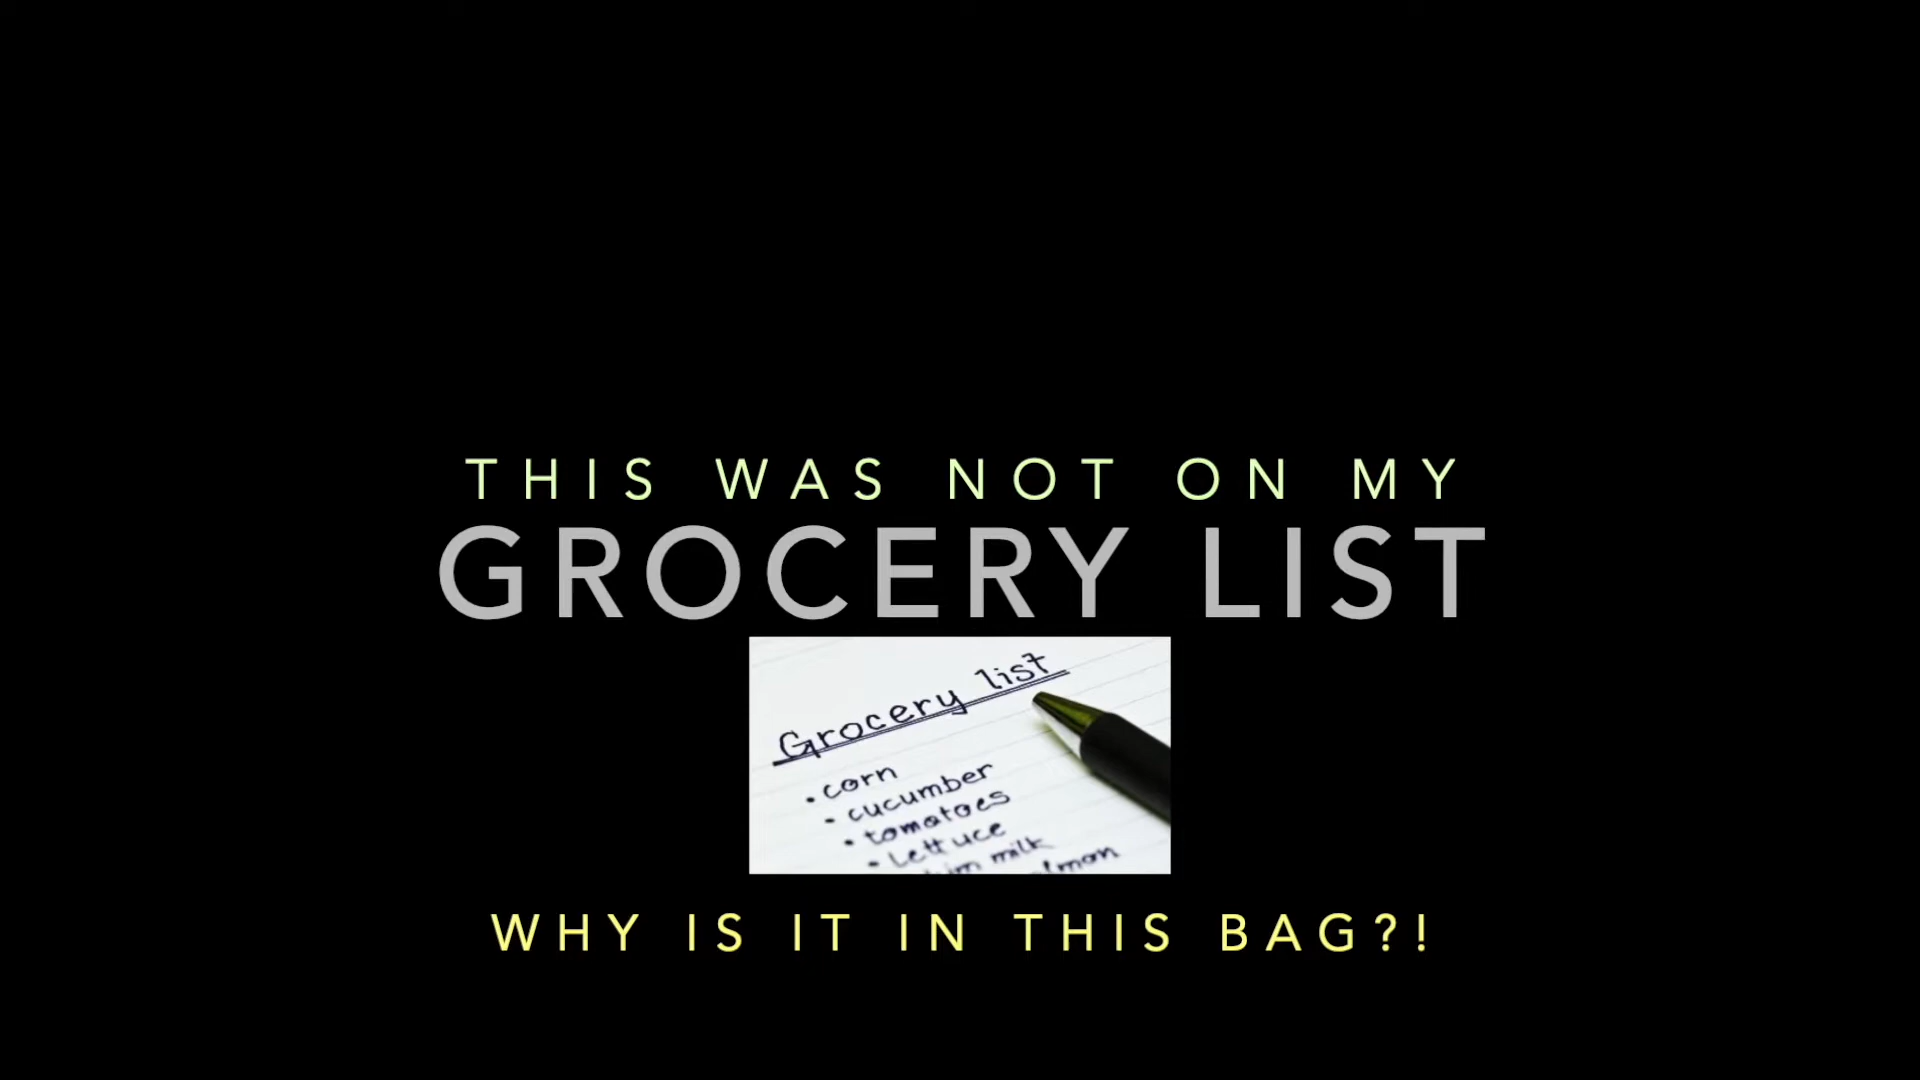 THIS WAS NOT ON MY
GROCERY LIST
Grocery list
• corn
• cucumber
• tomatoes
• lettuce
milk
WHY IS IT IN THIS BAG?!